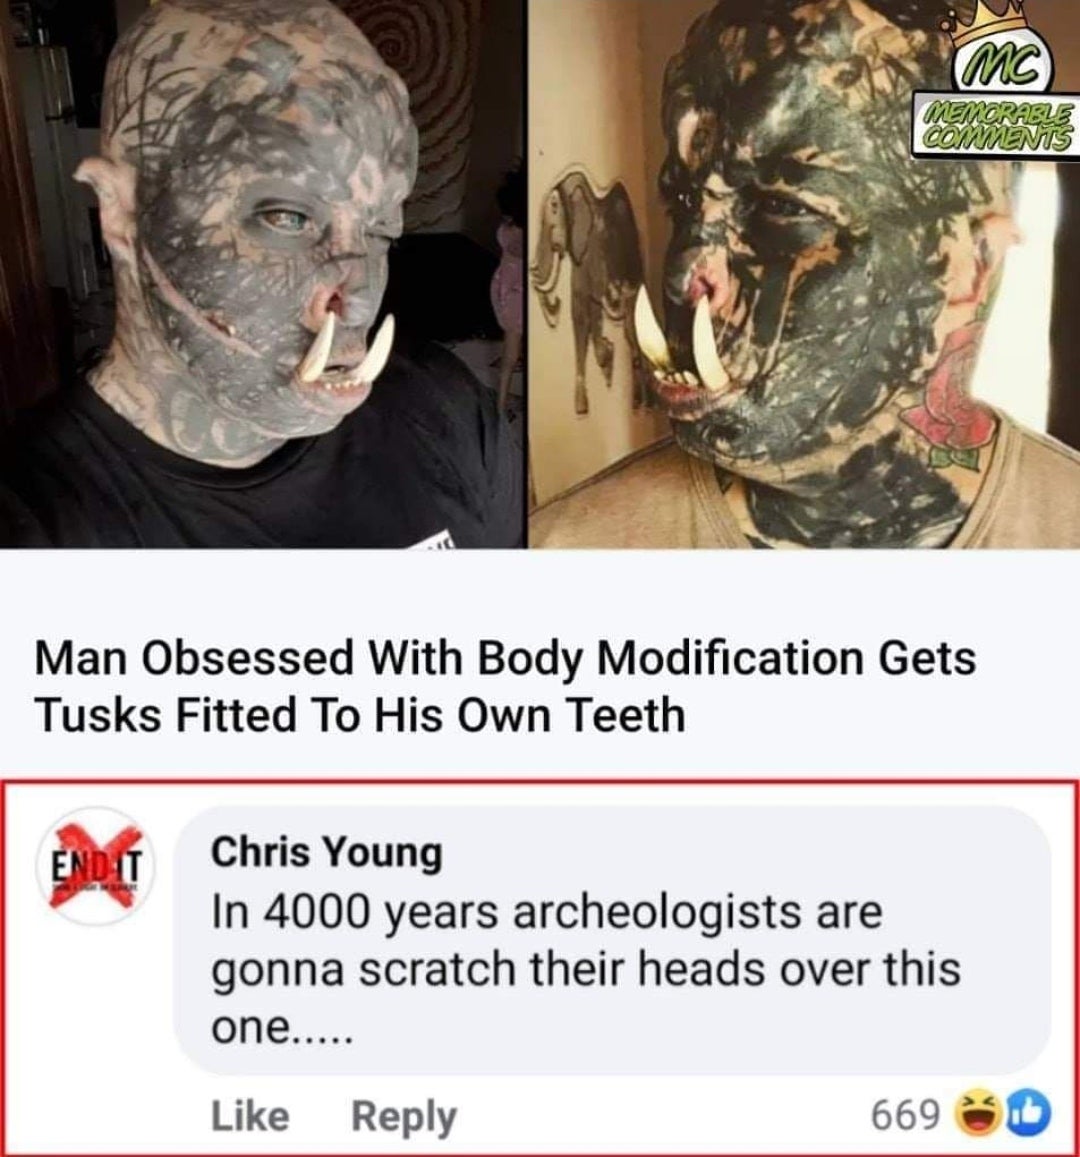 MC
MEMORABLE
COMMENTS
Man Obsessed With Body Modification Gets
Tusks Fitted To His Own Teeth
END IT
Chris Young
In 4000 years archeologists are
gonna scratch their heads over this
one.....
Like Reply 669